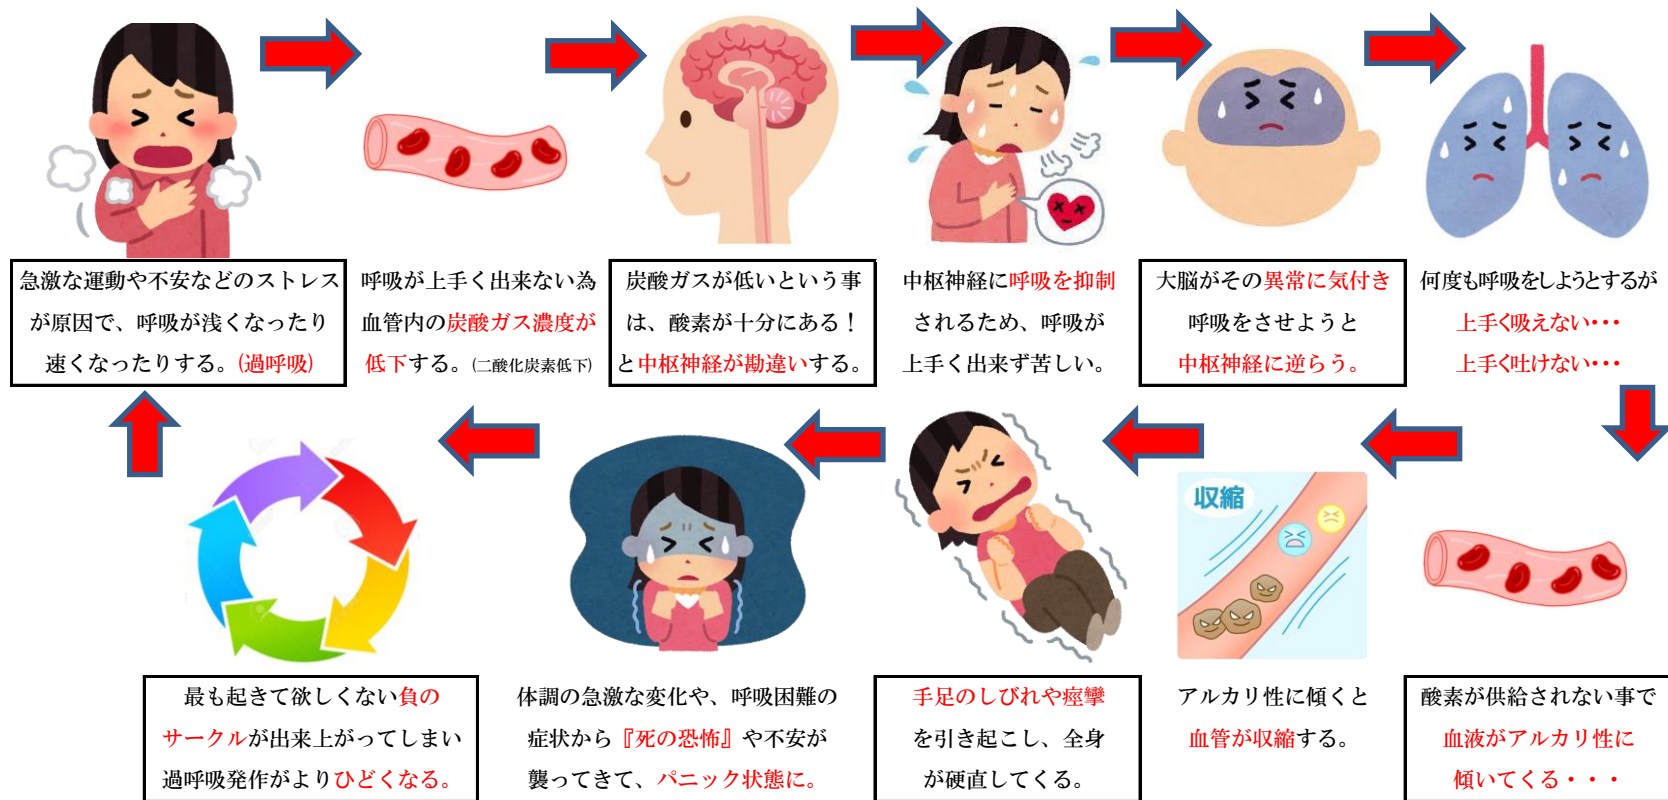 急激な運動や不安などのストレス
が原因で、呼吸が浅くなったり
速くなったりする。(過呼吸)
呼吸が上手く出来ない為
血管内の炭酸ガス濃度が
低下する。(二酸化炭素低下)
炭酸ガスが低いという事
は、酸素が十分にある！
と中枢神経が勘違いする。
中枢神経に呼吸を抑制
されるため、呼吸が
上手く出来ず苦しい。
大脳がその異常に気付き
呼吸をさせようと
中枢神経に逆らう。
何度も呼吸をしようとするが
上手く吸えない・・・
上手く吐けない・・・
最も起きて欲しくない負の
サークルが出来上がってしまい
過呼吸発作がよりひどくなる。
体調の急激な変化や、呼吸困難の
症状から『死の恐怖』や不安が
襲ってきて、パニック状態に。
手足のしびれや痙攣
を引き起こし、全身
が硬直してくる。
収縮
アルカリ性に傾くと
血管が収縮する。
酸素が供給されない事で
血液がアルカリ性に
傾いてくる・・・